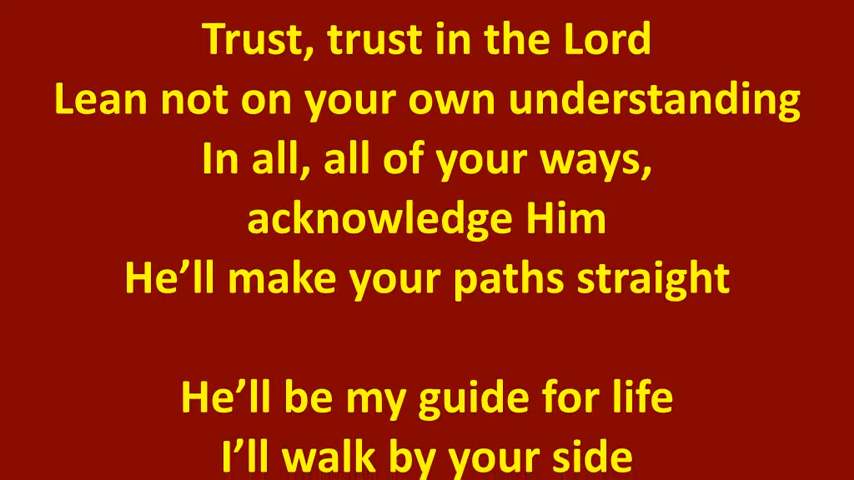 Trust, trust in the Lord
Lean not on your own understanding
In all, all of your ways,
acknowledge Him
He’ll make your paths straight
He’ll be my guide for life
I’ll walk by your side